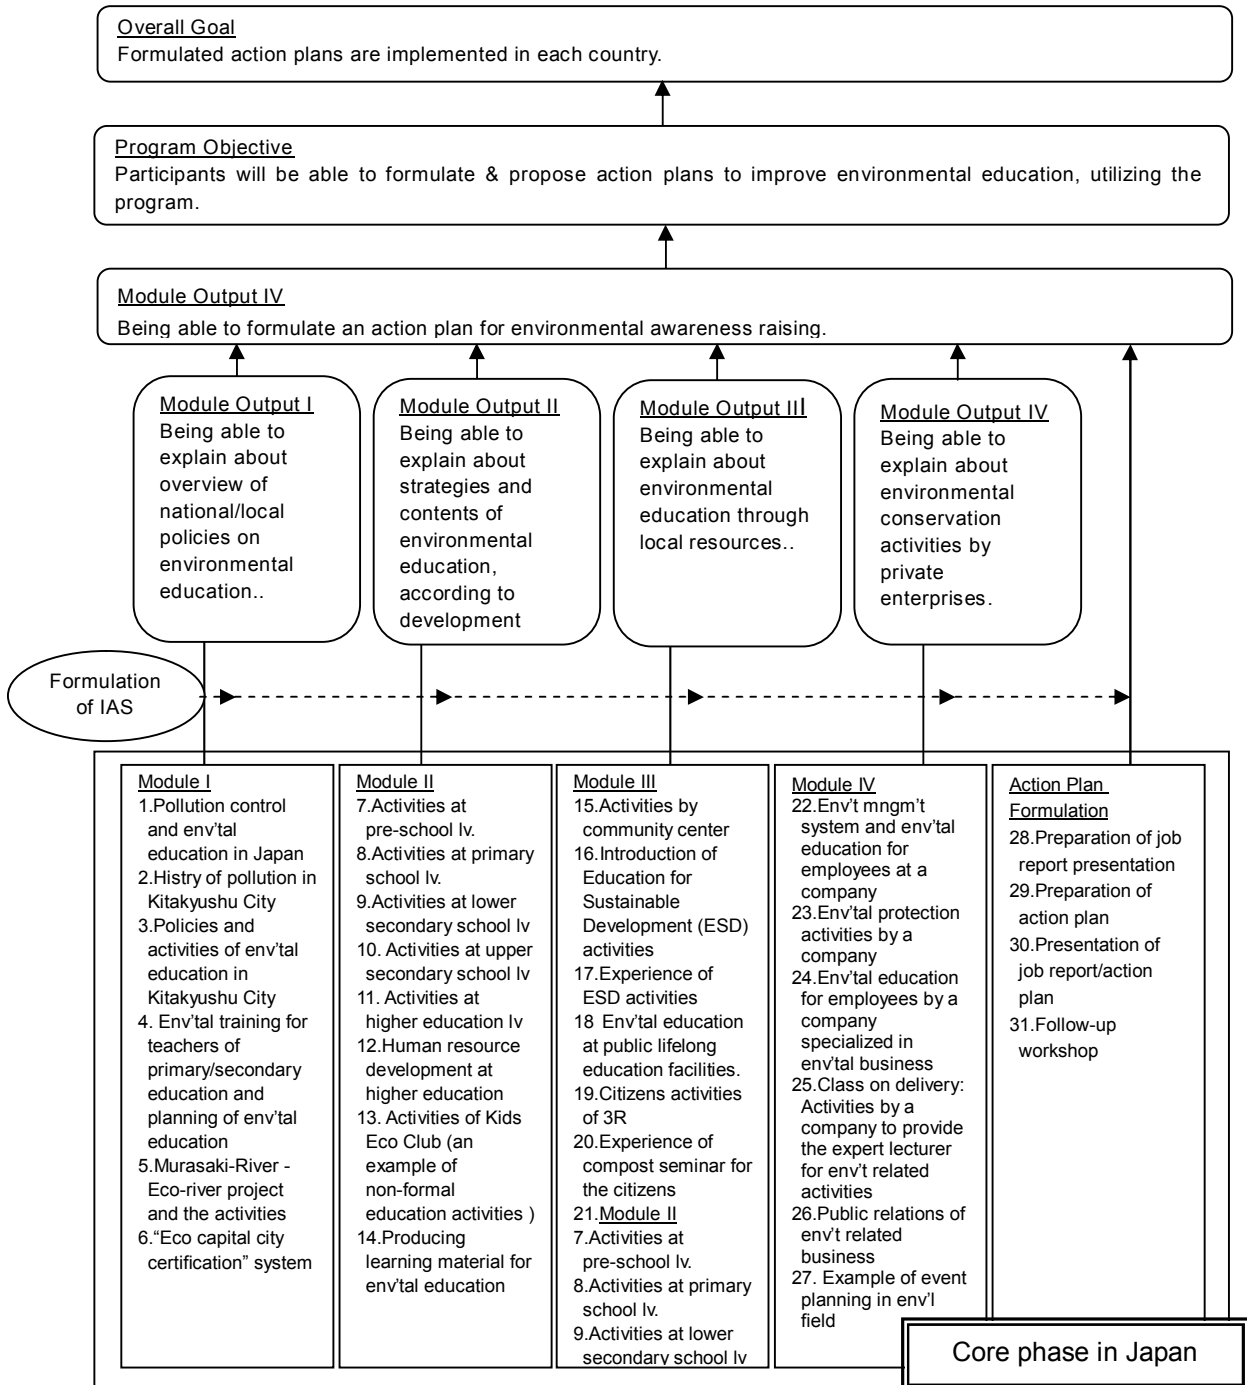 Overall Goal
Formulated action plans are implemented in each country.
Program Objective
Participants will be able to formulate & propose action plans to improve environmental education, utilizing the
program.
Module Output IV
Being able to formulate an action plan for environmental awareness raising.
Module Output I
Being able to
explain about
overview of
national/local
policies on
environmental
education..
Module Output II
Being able to
explain about
strategies and
contents of
environmental
education,
according to
development
Module Output III
Being able to
explain about
environmental
education through
local resources..
Module Output IV
Being able to
explain about
environmental
conservation
activities by
private
enterprises.
Formulation
of IAS
Module I
1.Pollution control
and env'tal
education in Japan
2.Histry of pollution in
Kitakyushu City
3.Policies and
activities of env'tal
education in
Kitakyushu City
4. Env'tal training for
teachers of
primary/secondary
education and
planning of env'tal
education
5.Murasaki-River -
Eco-river project
and the activities
6."Eco capital city
certification" system
Module II
7.Activities at
pre-school lv.
8.Activities at primary
school lv.
9.Activities at lower
secondary school lv
10. Activities at upper
secondary school lv
11. Activities at
higher education lv
12.Human resource
development at
higher education
13. Activities of Kids
Eco Club (an
example of
non-formal
education activities )
14.Producing
learning material for
env'tal education
Module III
15.Activities by
community center
16.Introduction of
Education for
Sustainable
Development (ESD)
activities
17.Experience of
ESD activities
18 Env'tal education
at public lifelong
education facilities.
19.Citizens activities
of 3R
20.Experience of
compost seminar for
the citizens
21.Module II
7.Activities at
pre-school lv.
8.Activities at primary
school lv.
9.Activities at lower
secondary school lv
Module IV
22.Env't mngm't
system and env'tal
education for
employees at a
company
23.Env'tal protection
activities by a
company
24.Env'tal education
for employees by a
company
specialized in
env'tal business
25.Class on delivery:
Activities by a
company to provide
the expert lecturer
for env't related
activities
26.Public relations of
env't related
business
27. Example of event
planning in env'l
field
Action Plan
Formulation
28.Preparation of job
report presentation
29.Preparation of
action plan
30.Presentation of
job report/action
plan
31.Follow-up
workshop
Core phase in Japan